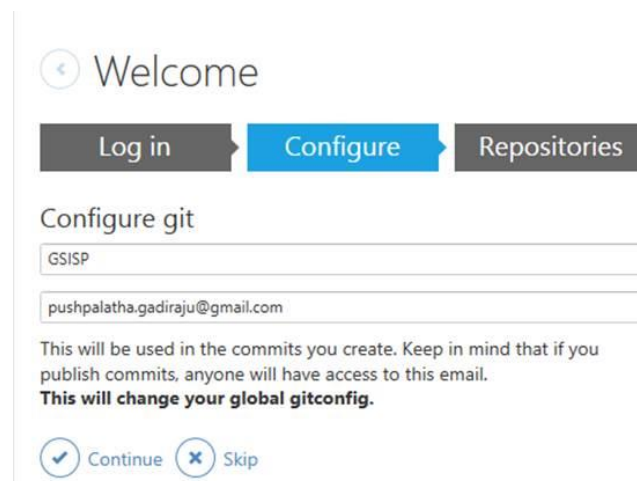 Welcome
Log in
Configure
Repositories
Configure git
GSISP
pushpalatha.gadiraju@gmail.com
This will be used in the commits you create. Keep in mind that if you
publish commits, anyone will have access to this email.
This will change your global gitconfig.
Continue
Skip